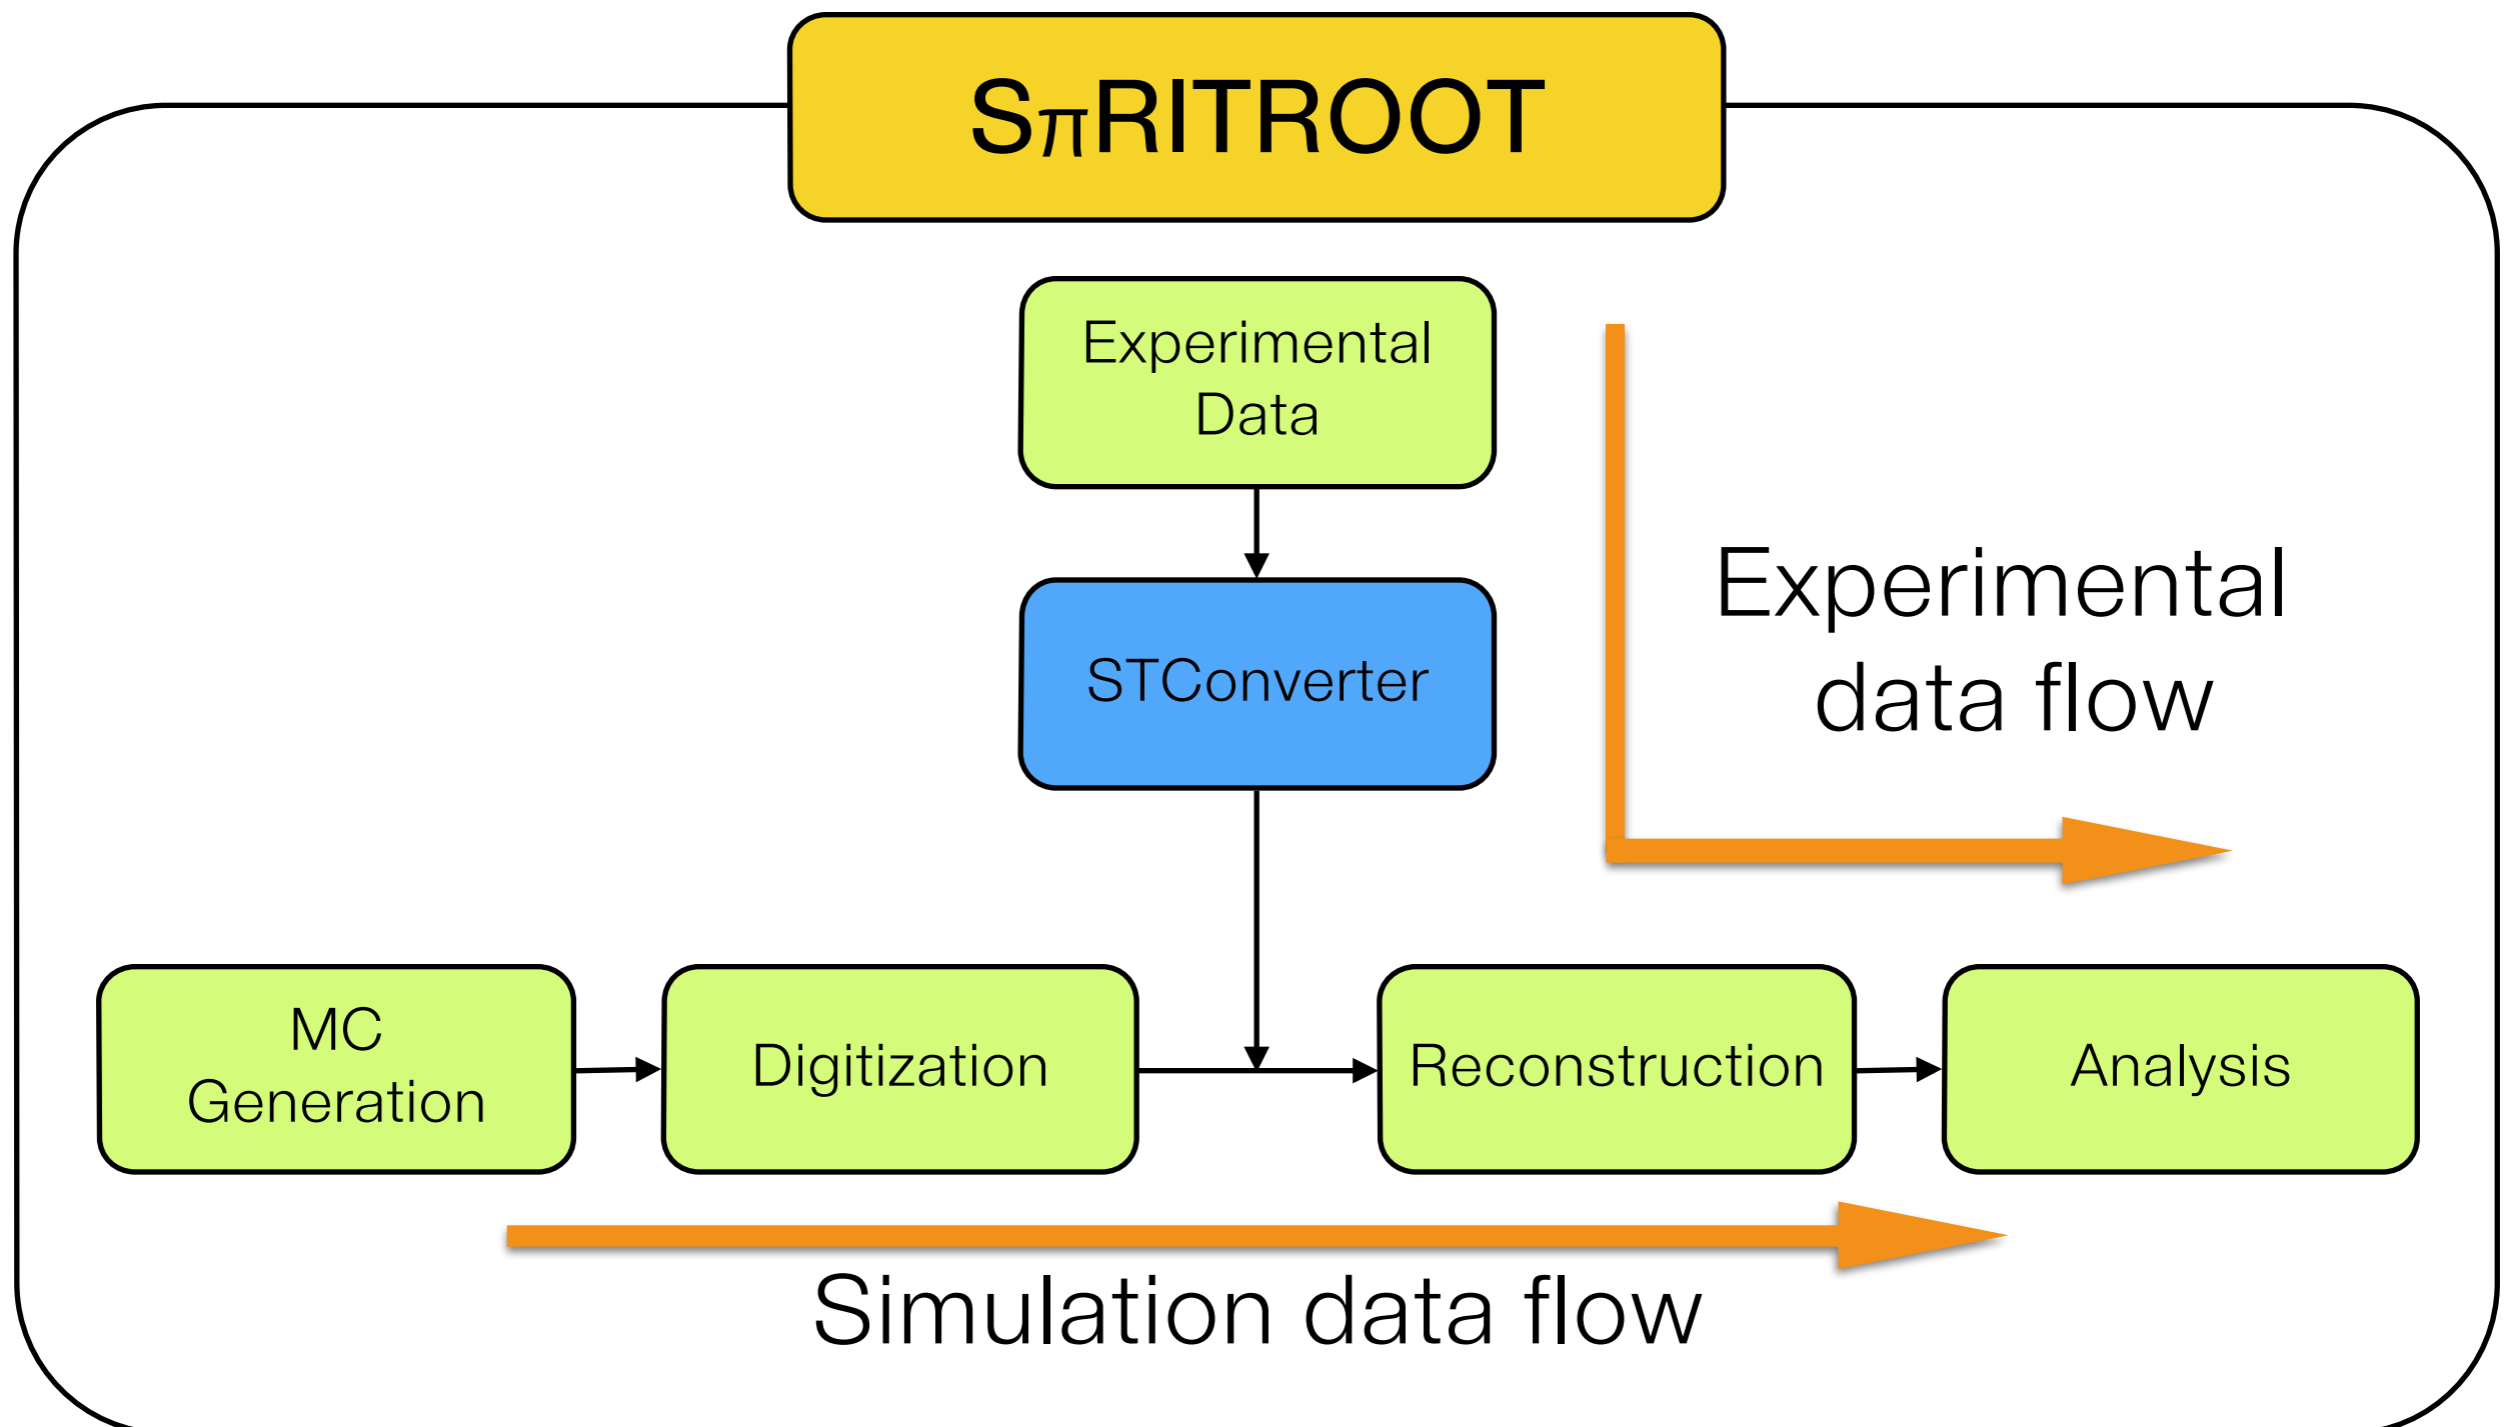 SπRITROOT
Experimental
Data
STConverter
Experimental
data flow
MC
Generation
Digitization
Reconstruction
Analysis
Simulation data flow